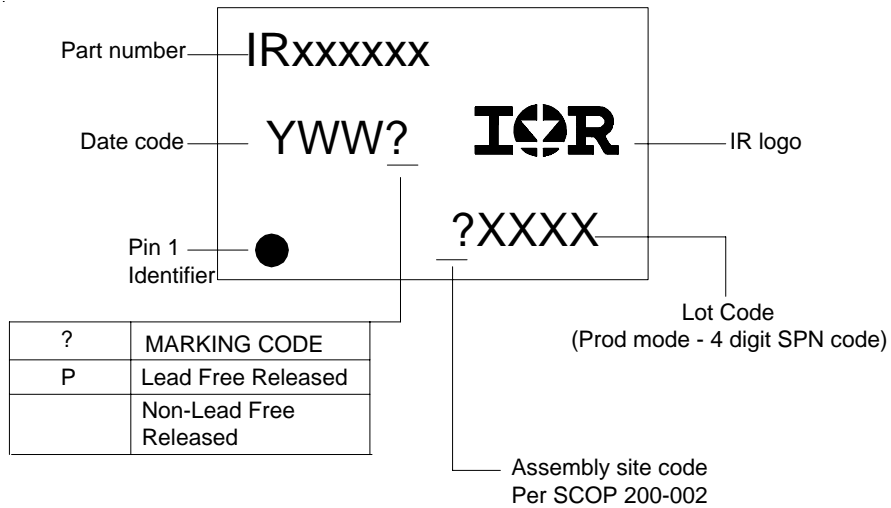 Part number
IRxxxxxx
Date code
YWW?
IOR
IR logo
Pin 1
Identifier
?XXXX
Lot Code
(Prod mode - 4 digit SPN code)
? MARKING CODE
P Lead Free Released
Non-Lead Free
Released
Assembly site code
Per SCOP 200-002